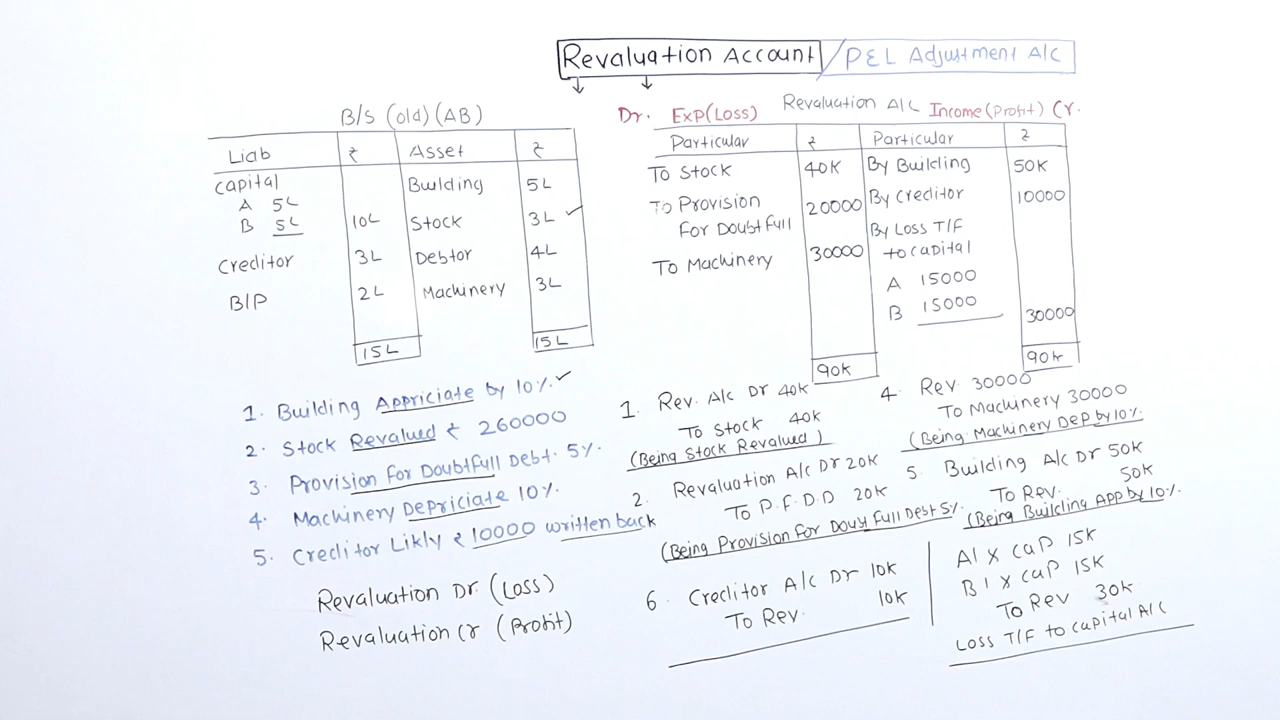 Revaluation Account / P&L Adjustment A/c
B/S (old) (AB)
Liab ₹ Asset ₹
capital Building 5L
A 5L
B 5L 10L Stock 3L ✓
Creditor 3L Debtor 4L
B/P 2L Machinery 3L
15L 15L
Dr. Exp(Loss) Revaluation A/c Income(Profit) Cr.
Particular ₹ Particular ₹
To Stock 40K By Building 50K
To Provision 20000 By Creditor 10000
For Doubtfull By Loss T/F
To Machinery 30000 to capital
A 15000
B 15000 30000
90K 90K
1. Building Appriciate by 10%. ✓
2. Stock Revalued ₹ 260000
3. Provision for Doubtfull Debt. 5%.
4. Machinery Depriciate 10%.
5. Creditor Likly ₹ 10000 written back
Revaluation Dr. (Loss)
Revaluation Cr (Profit)
1. Rev. A/c Dr 40K
To Stock 40K
(Being Stock Revalued)
2. Revaluation A/c Dr 20K
To P.F.D.D 20K
(Being Provision for Doust full Dest 5%.
6. Creditor A/c Dr 10K
To Rev. 10K
4. Rev. 30000
To Machinery 30000
(Being Machinery Dep by 10%.
5. Building A/c Dr 50K
To Rev. 50K
(Being Building App by 10%.
A1 x cap 15K
B1 x cap 15K
To Rev 30K
Loss T/F to capital A/c